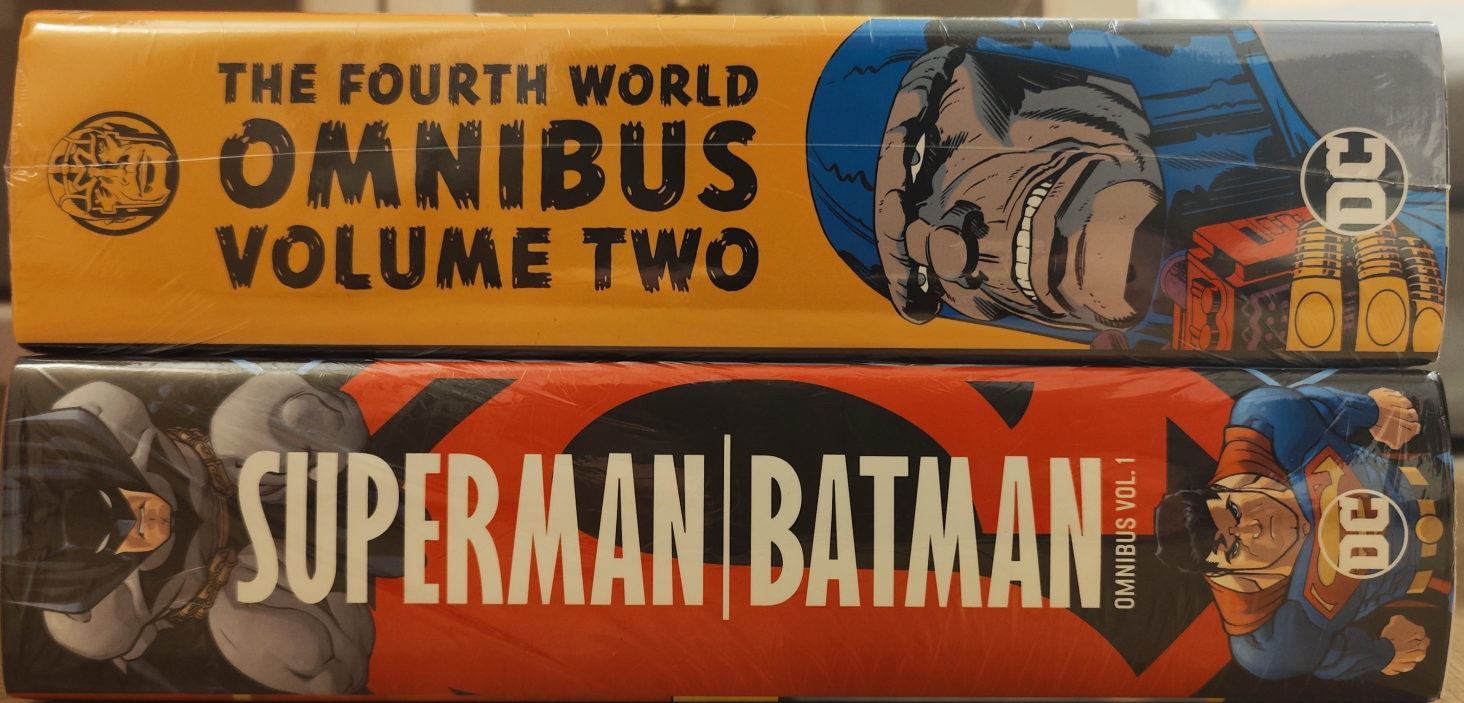 THE FOURTH WORLD
OMNIBUS
VOLUME TWO
DC
SUPERMAN|BATMAN
OMNIBUS VOL. 1
DC